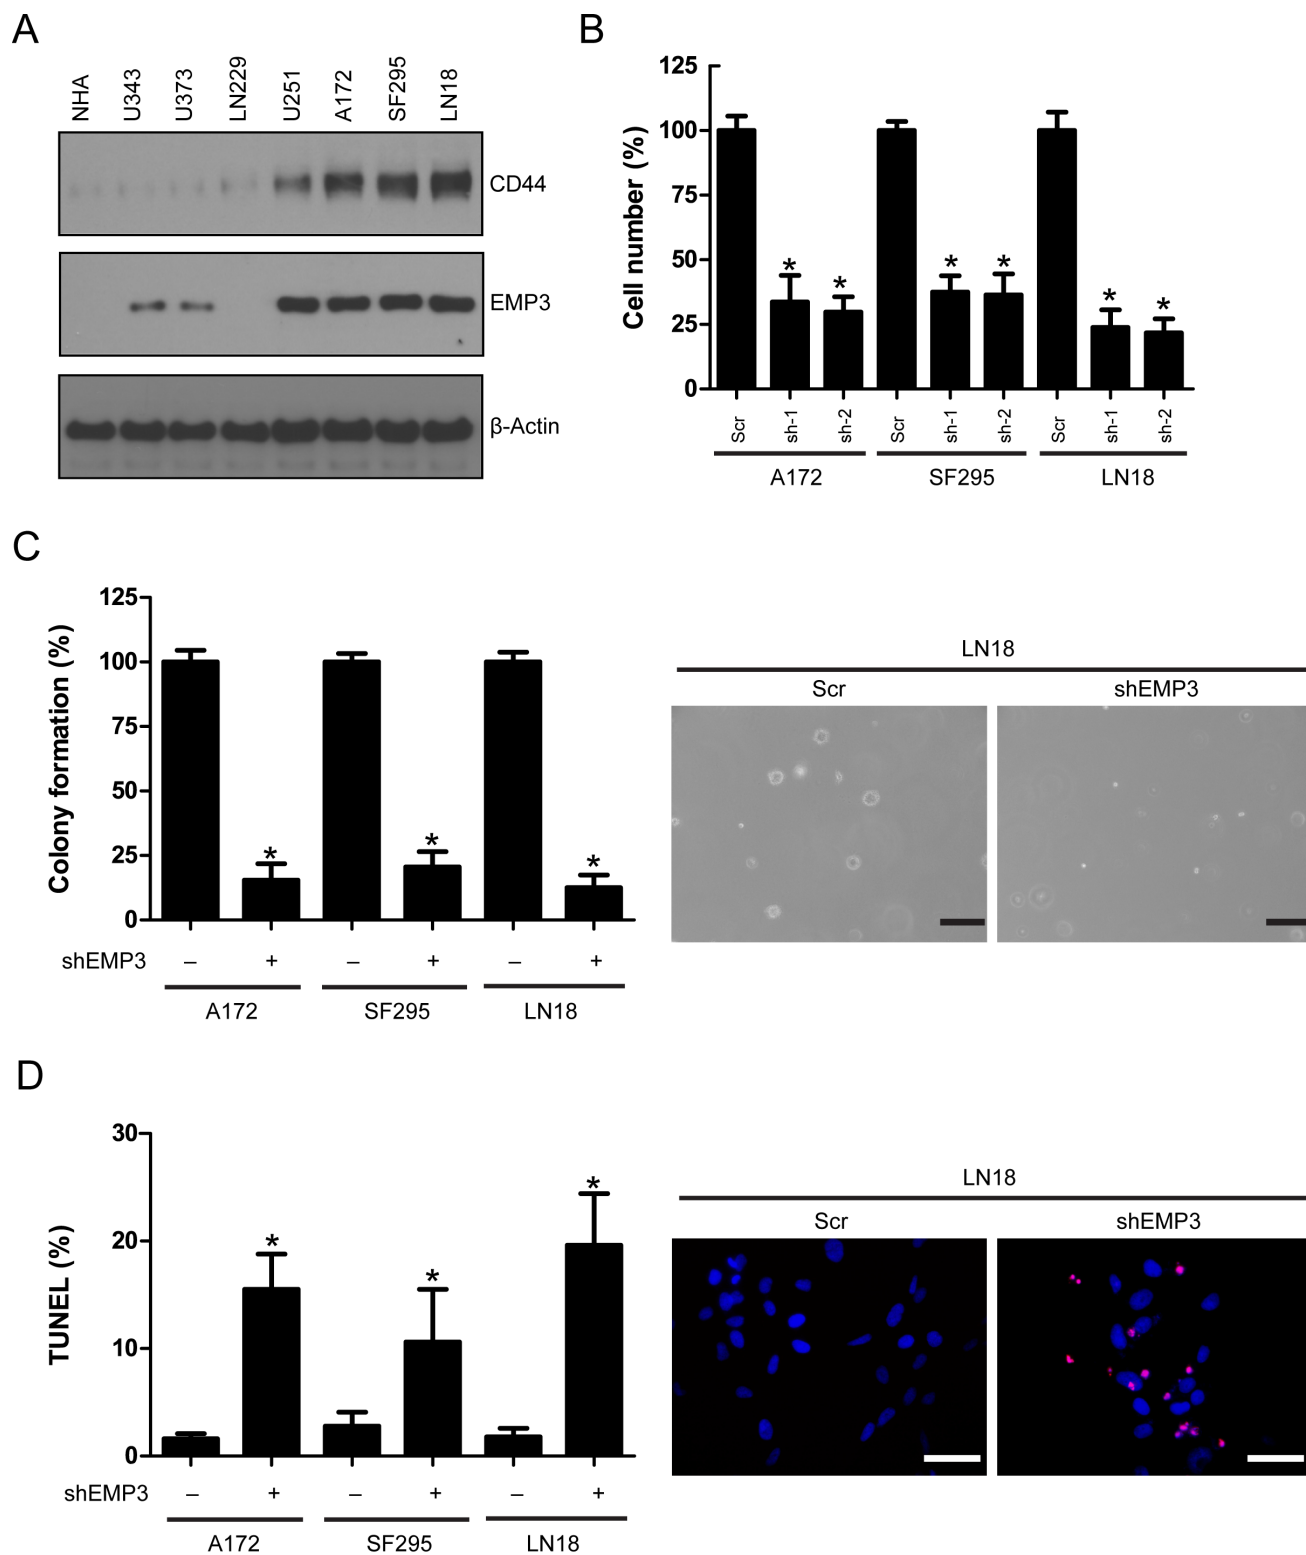 A
NHA U343 U373 LN229 U251 A172 SF295 LN18
CD44
EMP3
β-Actin
B
Cell number (%)
125
100
75
50
25
0
* * * * * *
Scr sh-1 sh-2 Scr sh-1 sh-2 Scr sh-1 sh-2
A172 SF295 LN18
C
Colony formation (%)
125
100
75
50
25
0
* * *
shEMP3 – + – + – +
A172 SF295 LN18
LN18
Scr shEMP3
D
TUNEL (%)
30
20
10
0
* * *
shEMP3 – + – + – +
A172 SF295 LN18
LN18
Scr shEMP3